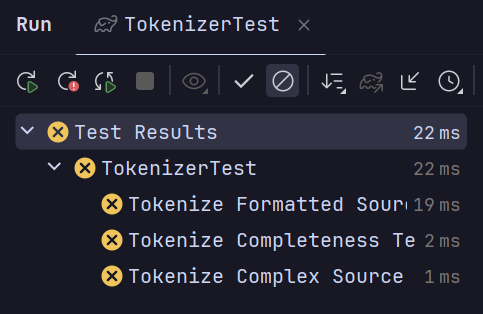 Run TokenizerTest
Test Results 22 ms
TokenizerTest 22 ms
Tokenize Formatted Sour 19 ms
Tokenize Completeness Te 2 ms
Tokenize Complex Source 1 ms